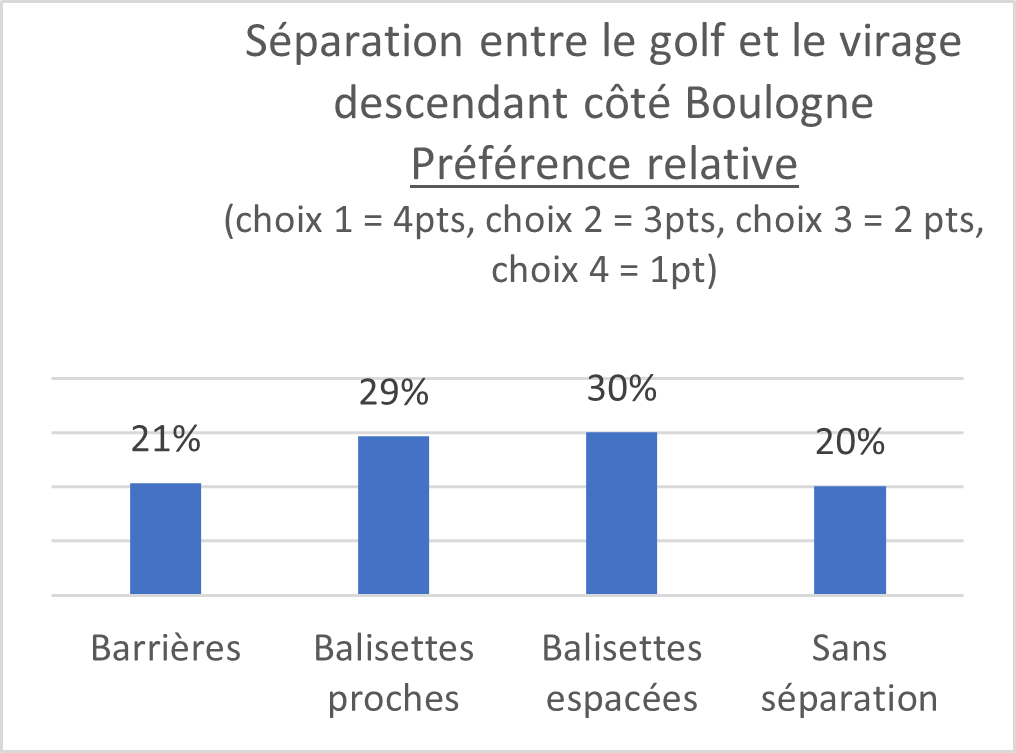 Séparation entre le golf et le virage
descendant côté Boulogne
Préférence relative
(choix 1 = 4pts, choix 2 = 3pts, choix 3 = 2 pts,
choix 4 = 1pt)
21%
29%
30%
20%
Barrières
Balisettes
proches
Balisettes
espacées
Sans
séparation